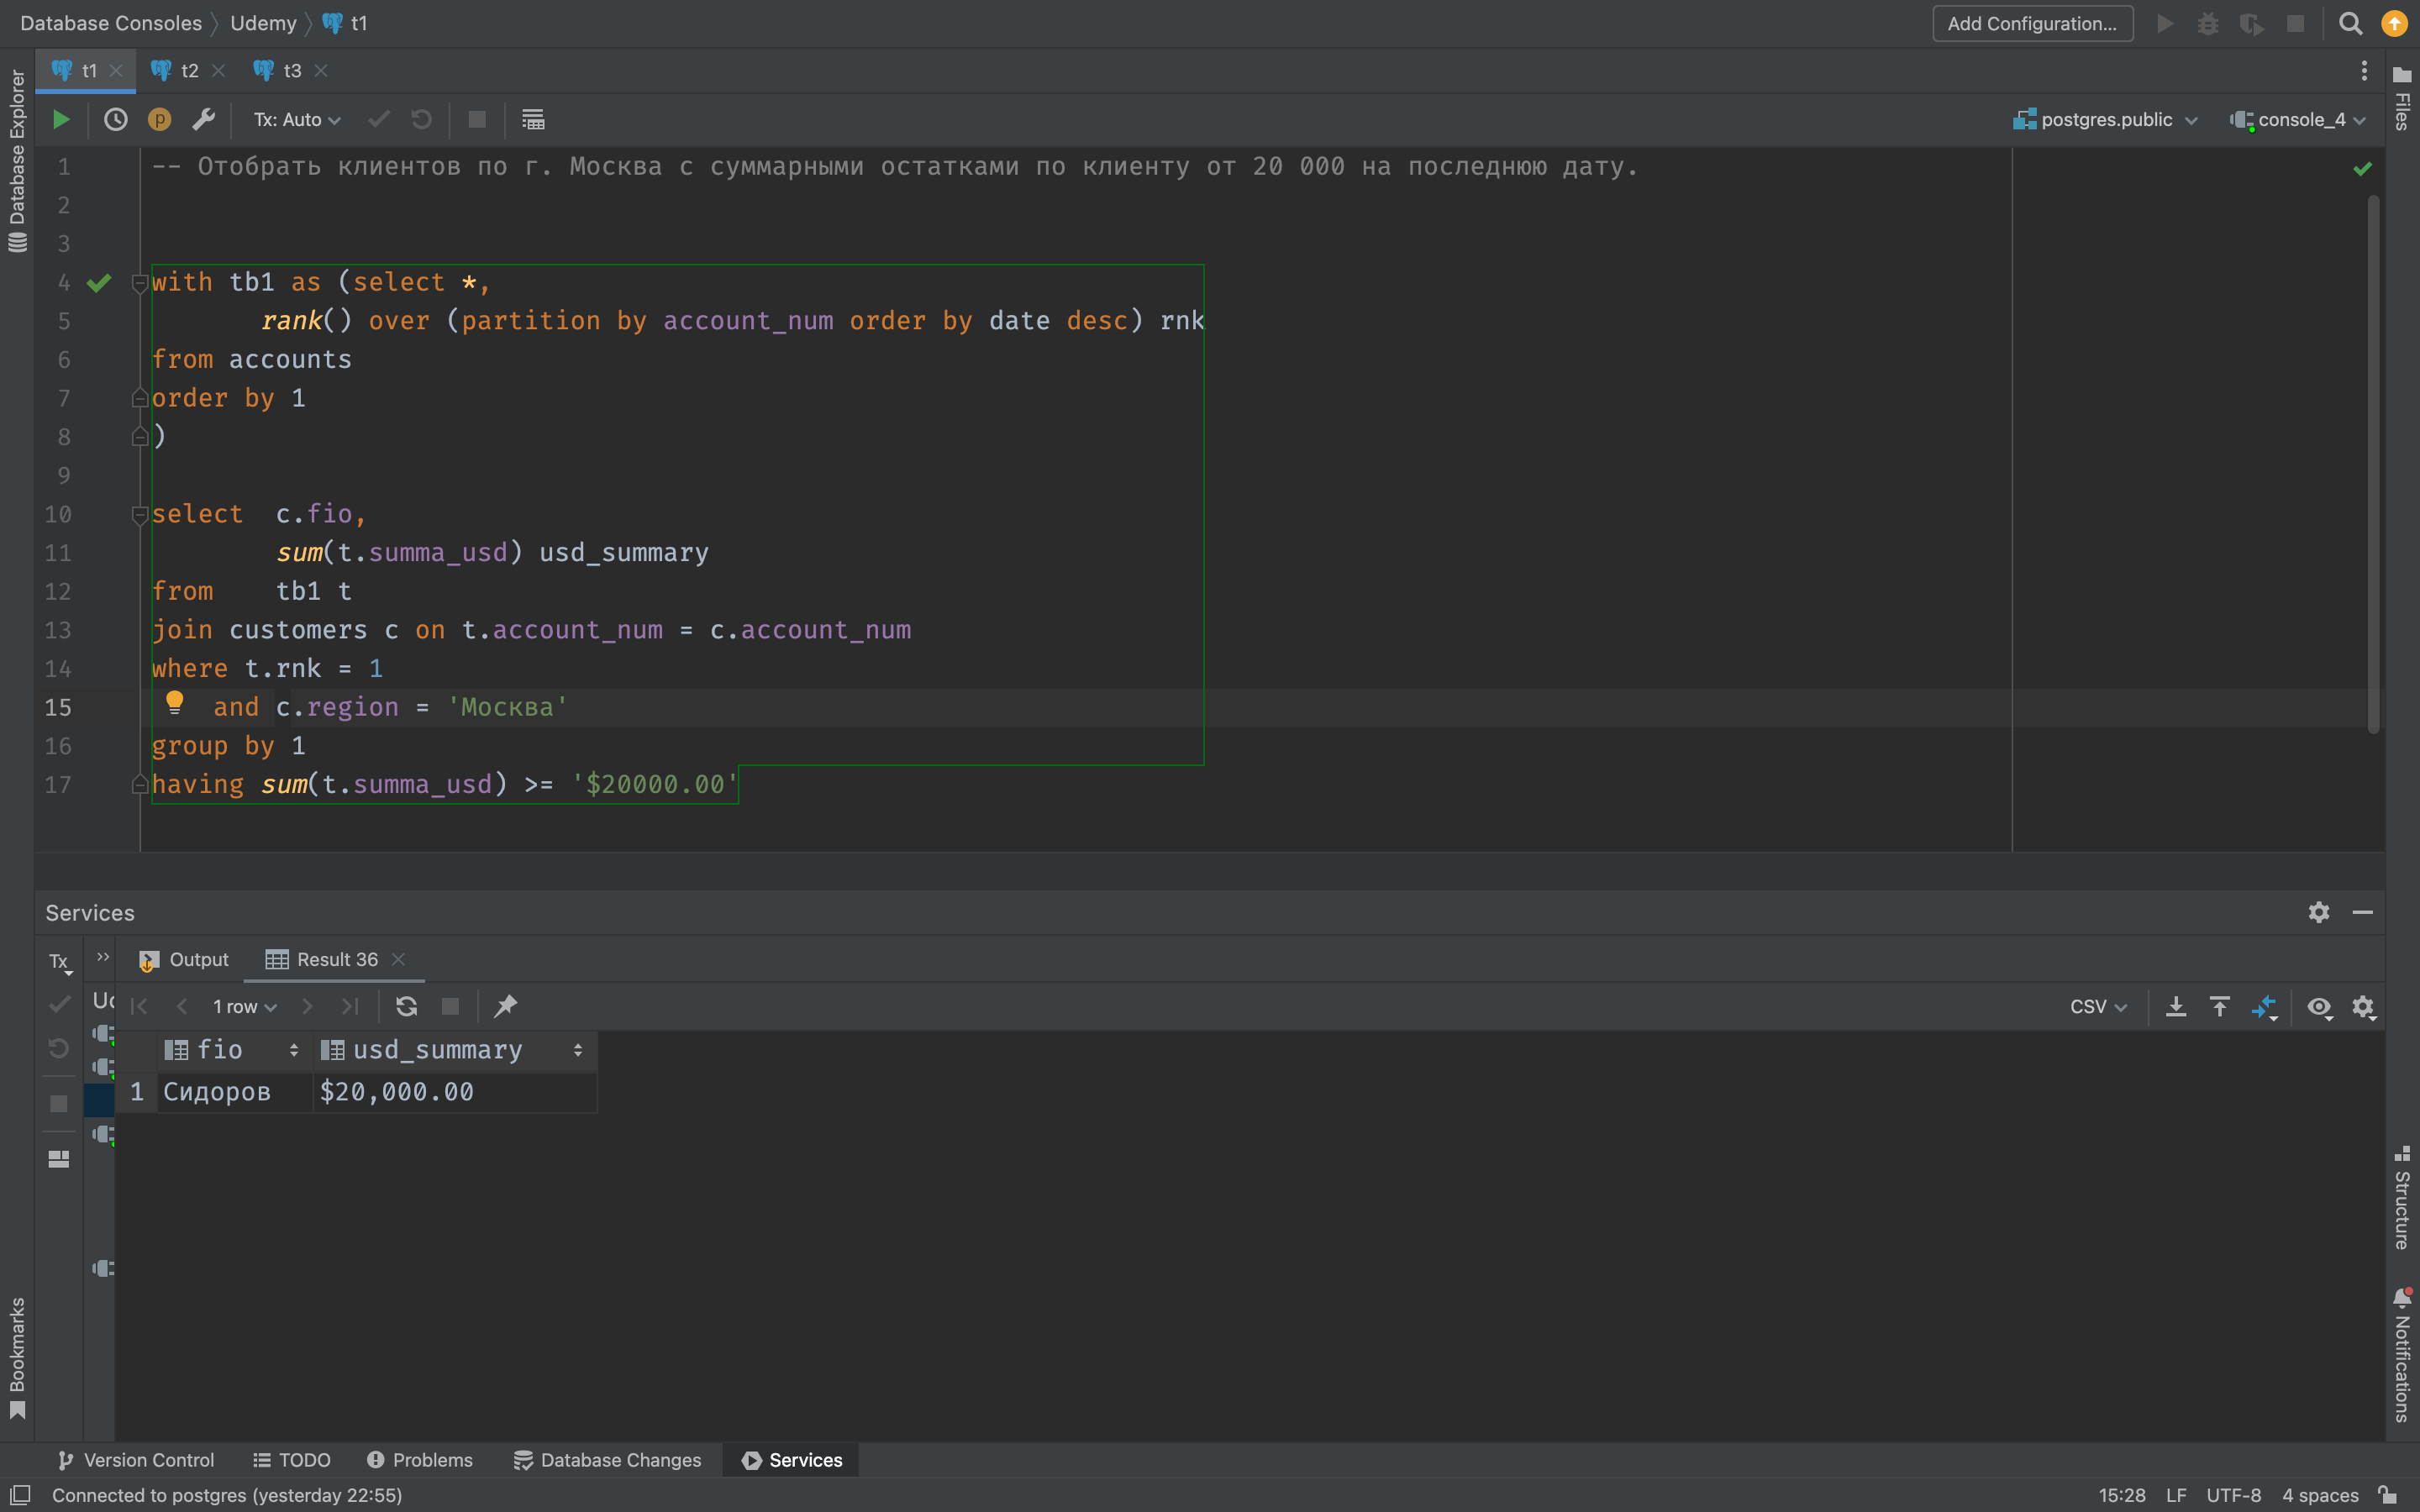 Database Consoles Udemy t1 Add Configuration...
t1 t2 t3
Tx: Auto postgres.public console_4
Database Explorer
Files
1 -- Отобрать клиентов по г. Москва с суммарными остатками по клиенту от 20 000 на последнюю дату.
2
3
4 with tb1 as (select *,
5 rank() over (partition by account_num order by date desc) rnk
6 from accounts
7 order by 1
8 )
9
10 select c.fio,
11 sum(t.summa_usd) usd_summary
12 from tb1 t
13 join customers c on t.account_num = c.account_num
14 where t.rnk = 1
15 and c.region = 'Москва'
16 group by 1
17 having sum(t.summa_usd) >= '$20000.00'
Services
Tx Output Result 36
1 row CSV
fio usd_summary
1 Сидоров $20,000.00
Structure
Bookmarks
Notifications
Version Control TODO Problems Database Changes Services
Connected to postgres (yesterday 22:55) 15:28 LF UTF-8 4 spaces